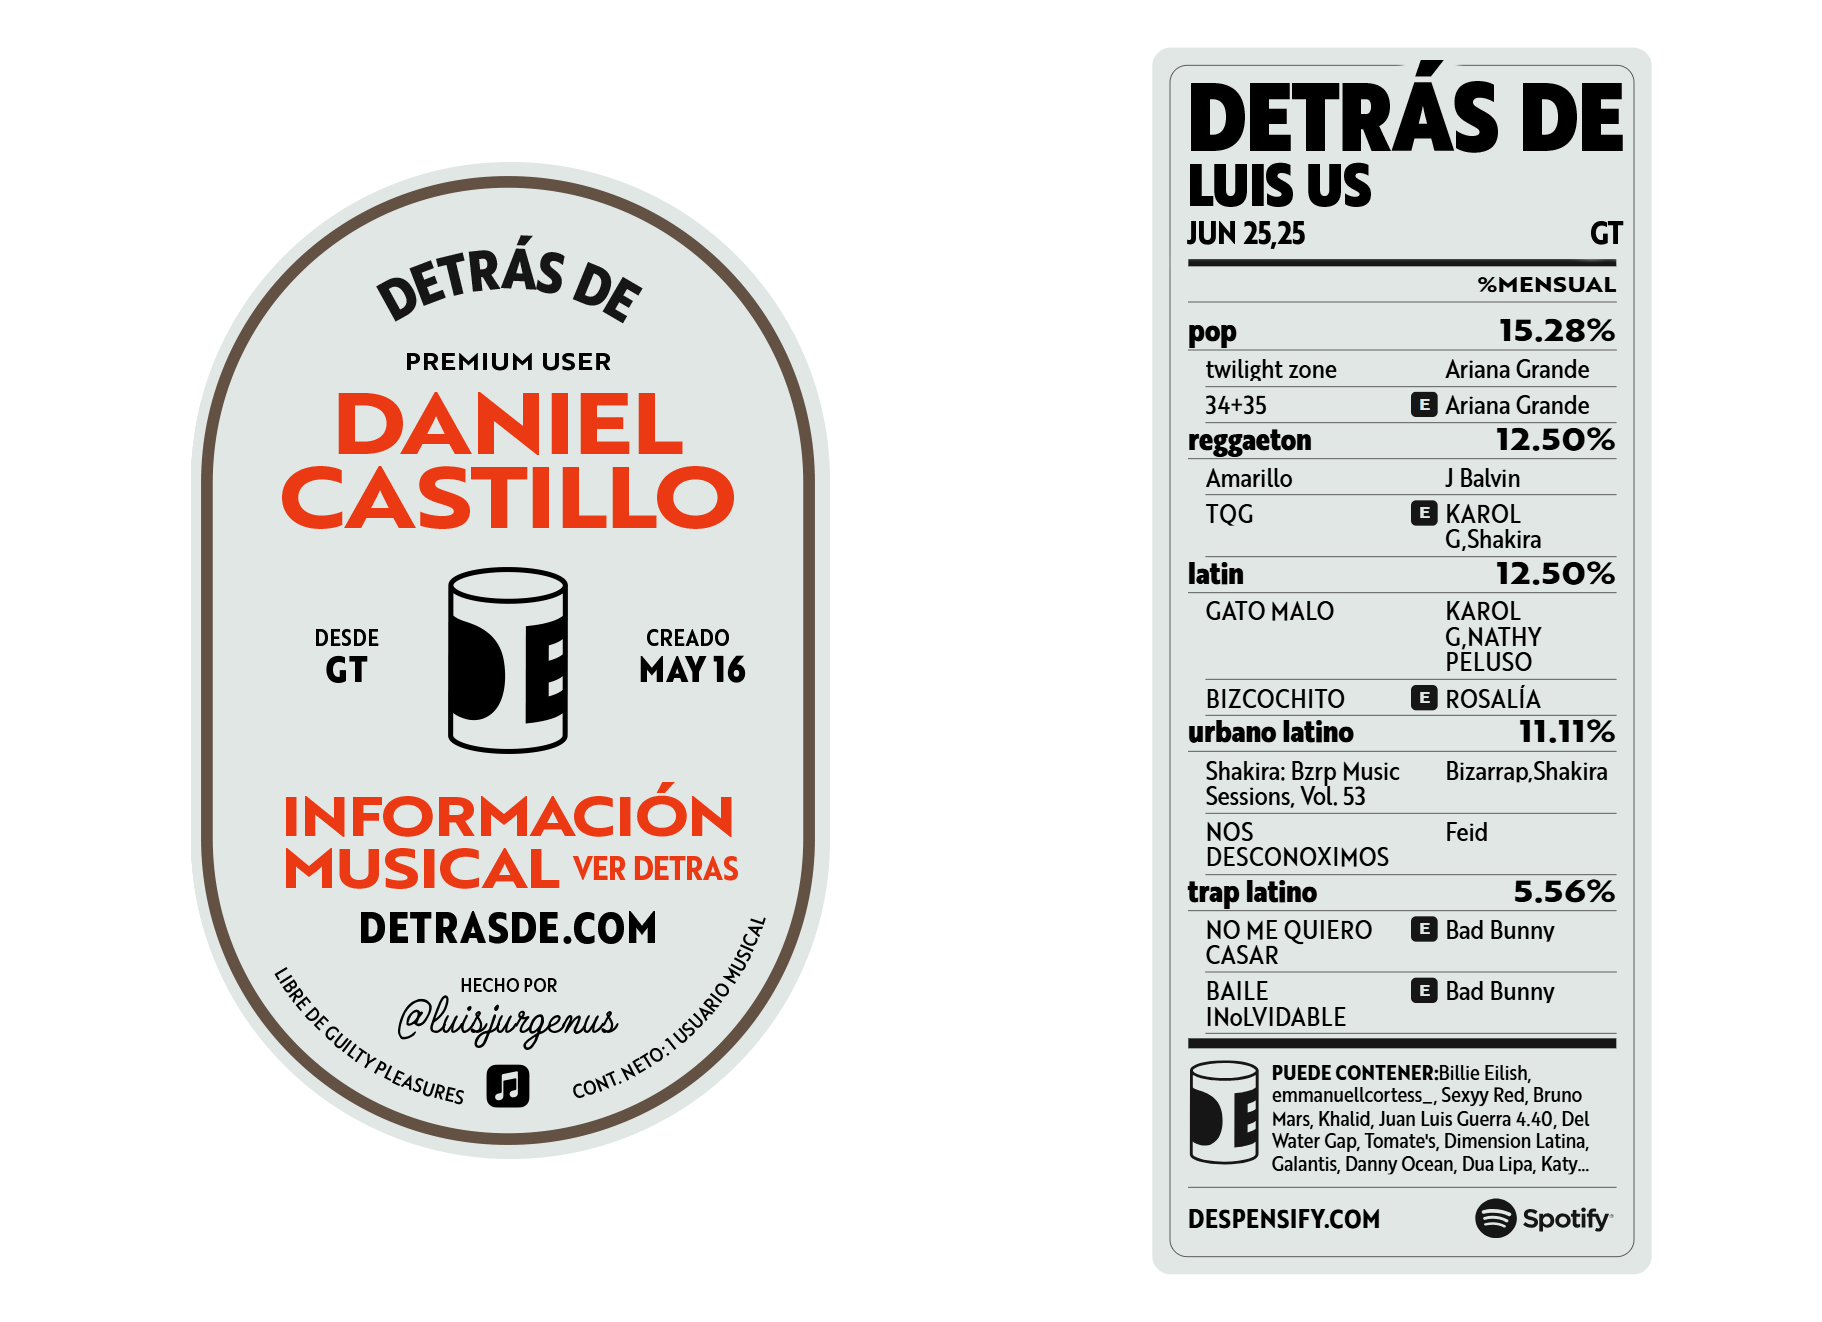 DETRÁS DE
PREMIUM USER
DANIEL
CASTILLO
DESDE
GT
DE
CREADO
MAY 16
INFORMACIÓN
MUSICAL VER DETRAS
DETRASDE.COM
HECHO POR
@luisjurgenus
LIBRE DE GUILTY PLEASURES
CONT. NETO: 1 USUARIO MUSICAL
DETRÁS DE
LUIS US
JUN 25,25 GT
%MENSUAL
pop 15.28%
twilight zone Ariana Grande
34+35 E Ariana Grande
reggaeton 12.50%
Amarillo J Balvin
TQG E KAROL
G,Shakira
latin 12.50%
GATO MALO KAROL
G,NATHY
PELUSO
BIZCOCHITO E ROSALÍA
urbano latino 11.11%
Shakira: Bzrp Music Bizarrap,Shakira
Sessions, Vol. 53
NOS Feid
DESCONOXIMOS
trap latino 5.56%
NO ME QUIERO E Bad Bunny
CASAR
BAILE E Bad Bunny
INoLVIDABLE
DE
PUEDE CONTENER:Billie Eilish,
emmanuellcortess_, Sexyy Red, Bruno
Mars, Khalid, Juan Luis Guerra 4.40, Del
Water Gap, Tomate's, Dimension Latina,
Galantis, Danny Ocean, Dua Lipa, Katy...
DESPENSIFY.COM Spotify